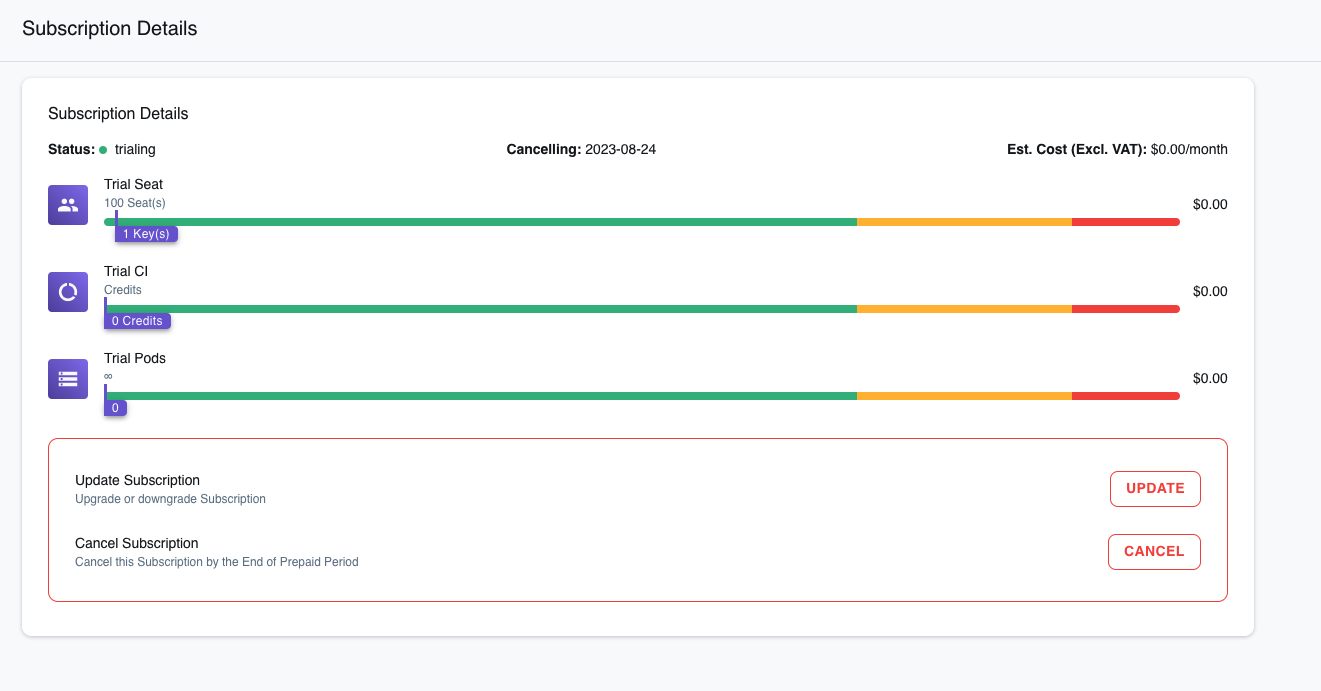 Subscription Details
Subscription Details
Status: trialing
Cancelling: 2023-08-24
Est. Cost (Excl. VAT): $0.00/month
Trial Seat
100 Seat(s)
$0.00
1 Key(s)
Trial CI
Credits
$0.00
0 Credits
Trial Pods
∞
$0.00
0
Update Subscription
Upgrade or downgrade Subscription
UPDATE
Cancel Subscription
Cancel this Subscription by the End of Prepaid Period
CANCEL